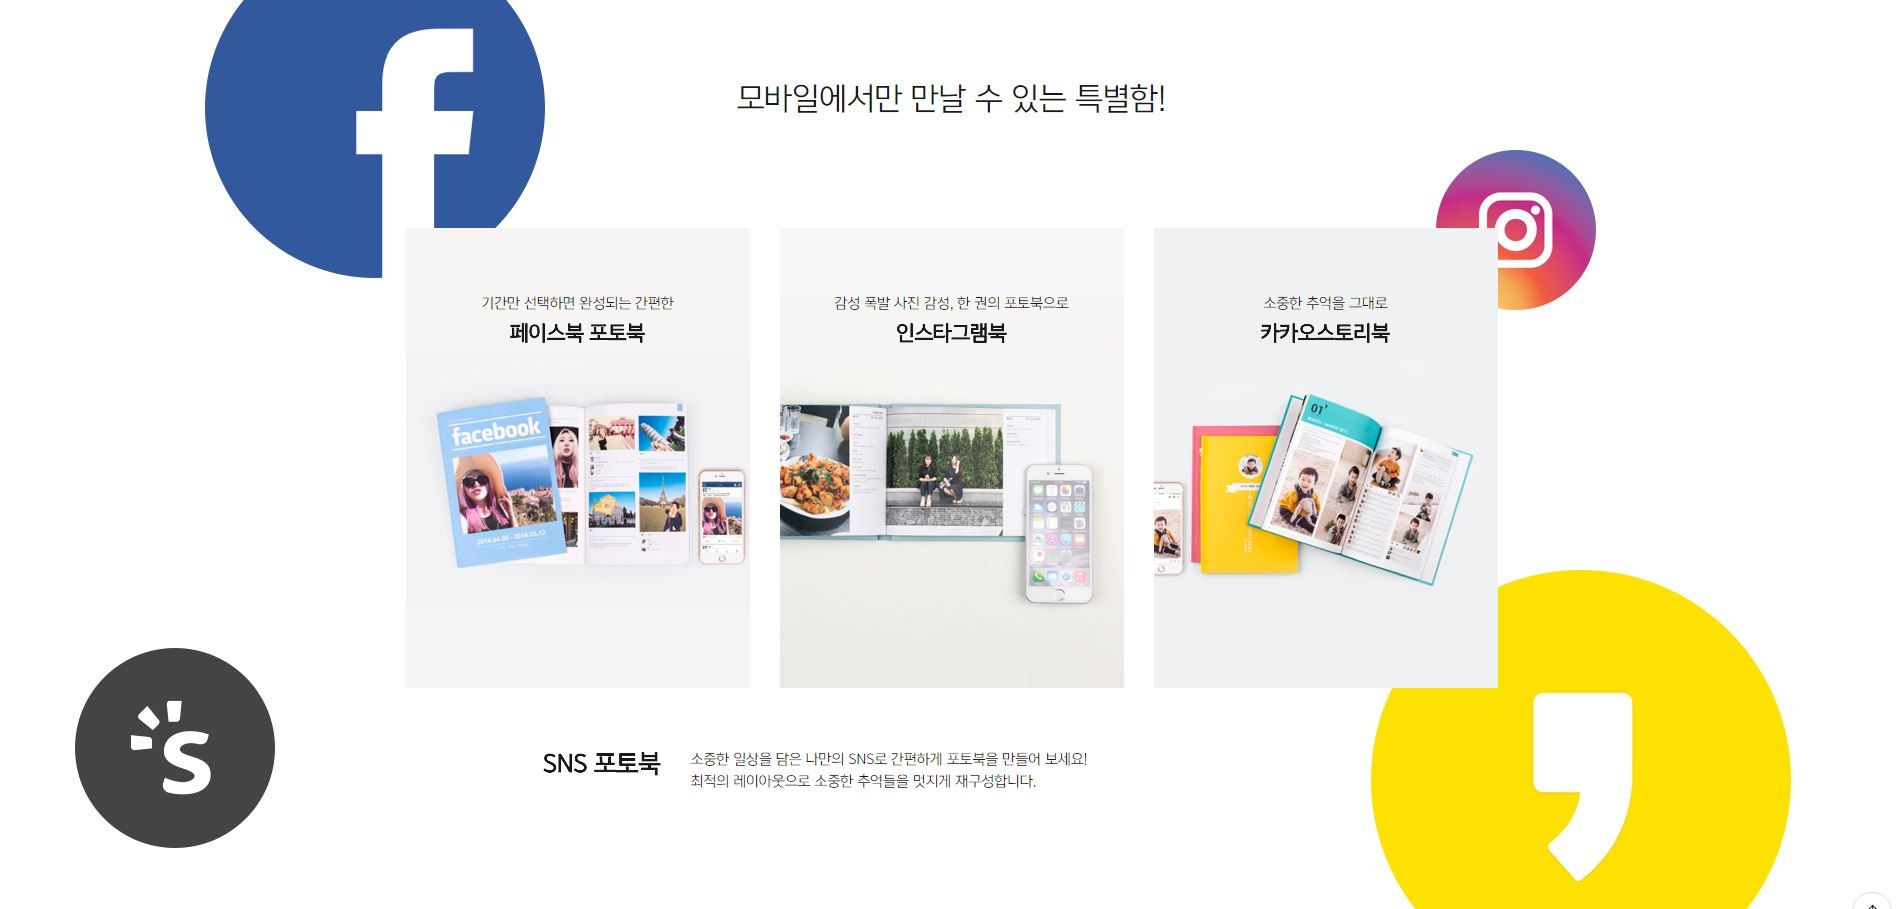 모바일에서만 만날 수 있는 특별함!
기간만 선택하면 완성되는 간편한
페이스북 포토북
감성 폭발 사진 감성, 한 권의 포토북으로
인스타그램북
소중한 추억을 그대로
카카오스토리북
facebook
2014.04.06 - 2016.05.12
01'
SNS 포토북
소중한 일상을 담은 나만의 SNS로 간편하게 포토북을 만들어 보세요!
최적의 레이아웃으로 소중한 추억들을 멋지게 재구성합니다.